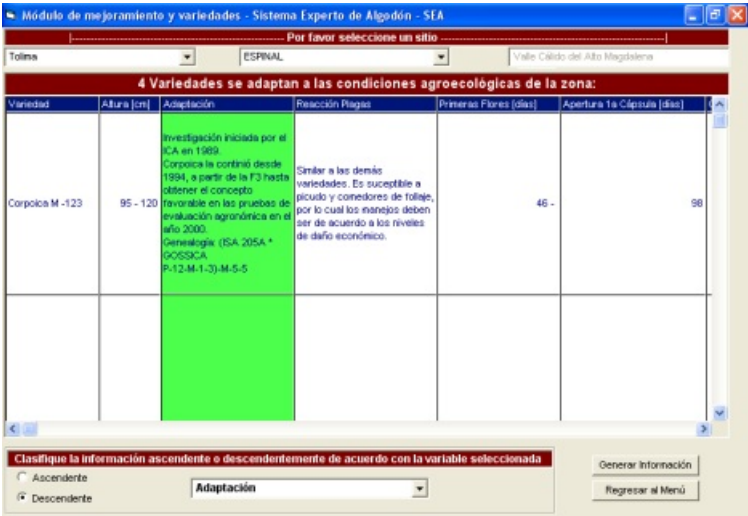 Módulo de mejoramiento y variedades - Sistema Experto de Algodón - SEA
Por favor seleccione un sitio
Tolima
ESPINAL
Valle Cálido del Alto Magdalena
4 Variedades se adaptan a las condiciones agroecológicas de la zona:
Variedad
Altura [cm]
Adaptación
Reacción Plagas
Primeras Flores [días]
Apertura 1a Cápsula [días]
Corpoica M -123
95 - 120
Investigación iniciada por el
ICA en 1989.
Corpoica la continió desde
1994, a partir de la F3 hasta
obtener el concepto
favorable en las pruebas de
evaluación agronómica en el
año 2000.
Genealogía: (ISA 205A *
GOSSICA
P-12-M-1-3)-M-5-5
Similar a las demás
variedades. Es suceptible a
picudo y comedores de follaje,
por lo cual los manejos deben
ser de acuerdo a los niveles
de daño económico.
46 -
98
Clasifique la información ascendente o descendentemente de acuerdo con la variable seleccionada
Ascendente
Descendente
Adaptación
Generar Información
Regresar al Menú